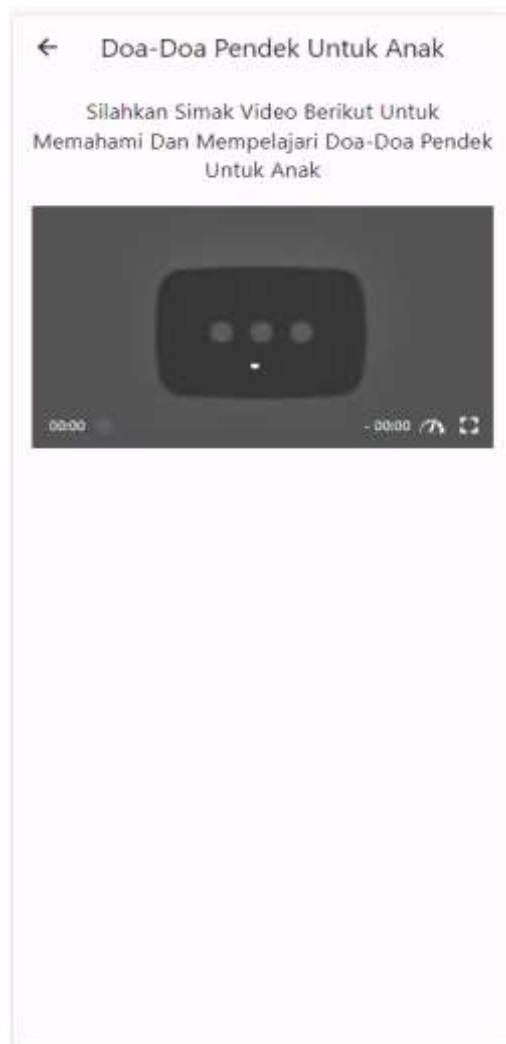 Doa-Doa Pendek Untuk Anak
Silahkan Simak Video Berikut Untuk
Memahami Dan Mempelajari Doa-Doa Pendek
Untuk Anak
00:00 - 00:00